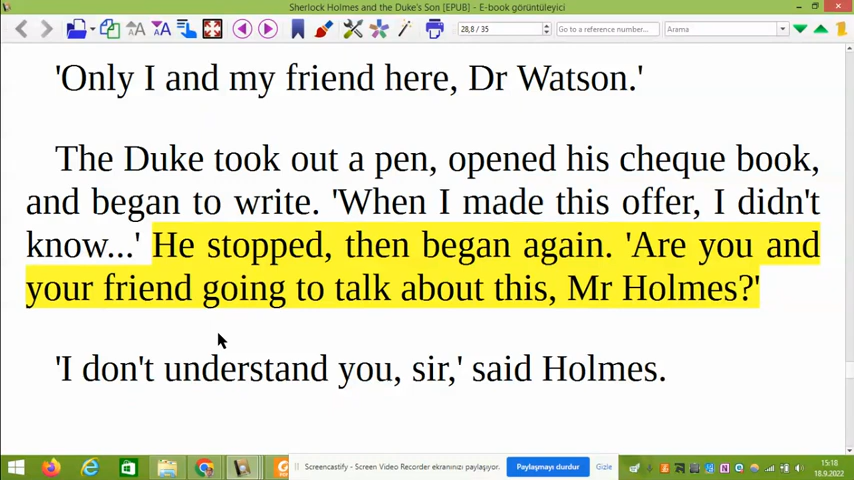 Sherlock Holmes and the Duke's Son [EPUB] - E-book görüntüleyici
28,8 / 35
Go to a reference number...
Arama
'Only I and my friend here, Dr Watson.'
The Duke took out a pen, opened his cheque book,
and began to write. 'When I made this offer, I didn't
know...' He stopped, then began again. 'Are you and
your friend going to talk about this, Mr Holmes?'
'I don't understand you, sir,' said Holmes.
Screencastify - Screen Video Recorder ekranınızı paylaşıyor.
Paylaşmayı durdur
Gizle
15:18
18.9.2022